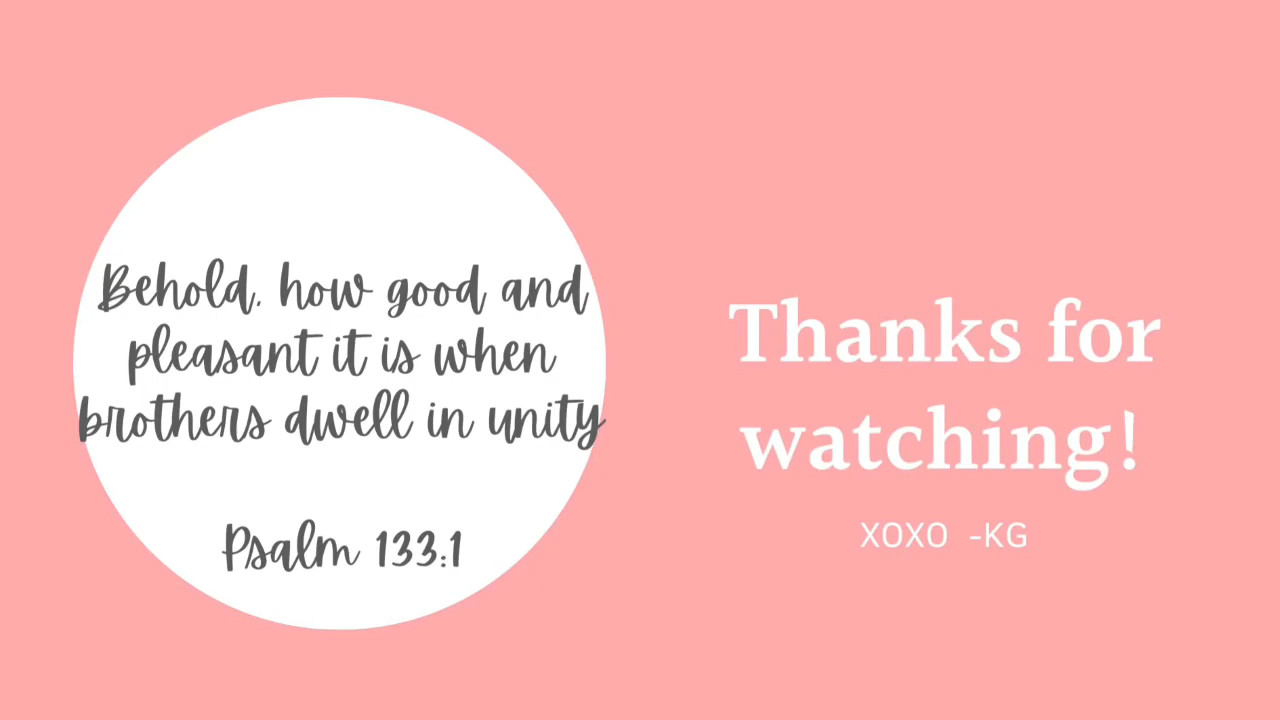 Behold, how good and
pleasant it is when
brothers dwell in unity
Psalm 133:1
Thanks for
watching!
XOXO -KG